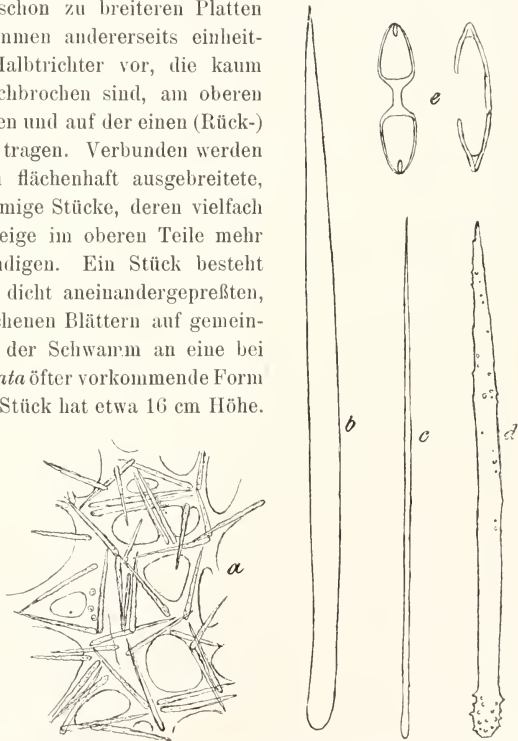 schon zu breiteren Platten
nmen andererseits einheit-
Halbtrichter vor, die kaum
chbrochen sind, am oberen
en und auf der einen (Rück-)
tragen. Verbunden werden
flächenhaft ausgebreitete,
mige Stücke, deren vielfach
eige im oberen Teile mehr
ndigen. Ein Stück besteht
dicht aneinandergepreßten,
chenen Blättern auf gemein-
der Schwamm an eine bei
ata öfter vorkommende Form
Stück hat etwa 16 cm Höhe.
a
b
c
d
e